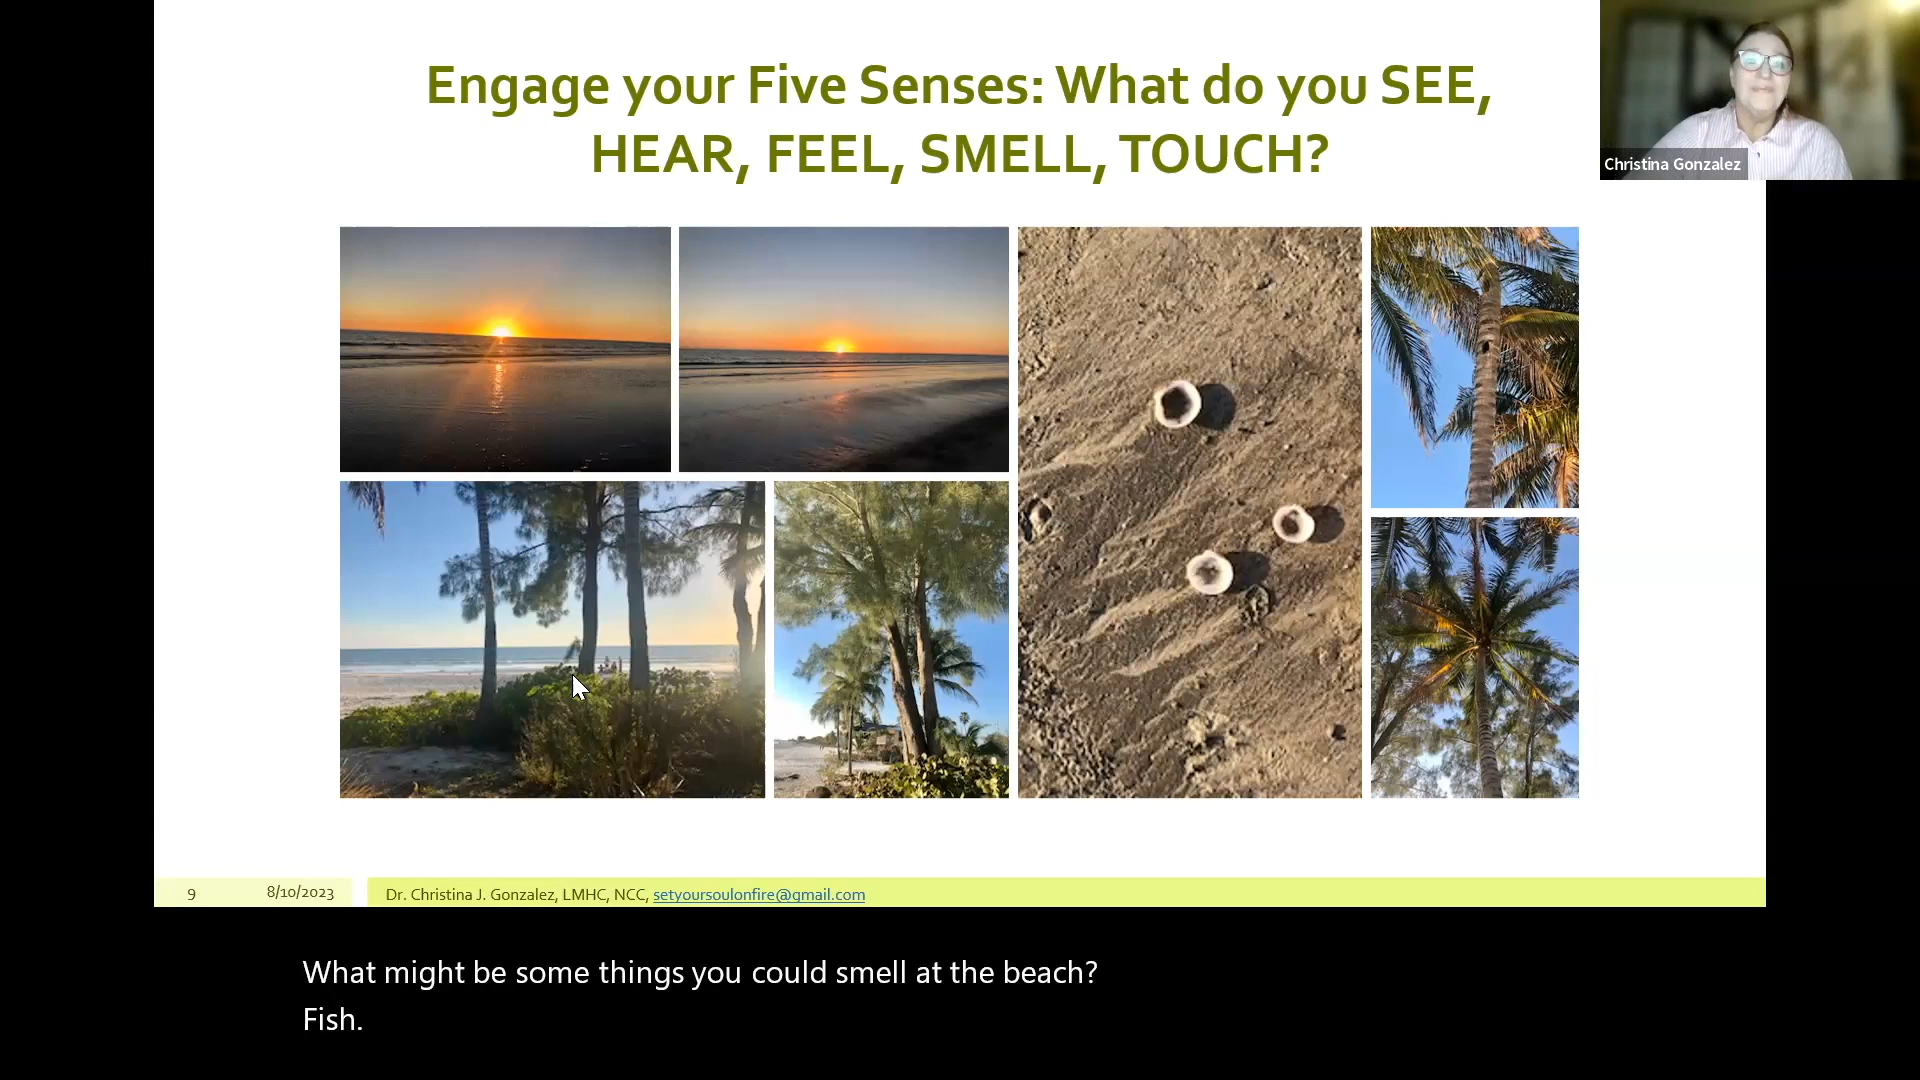 Engage your Five Senses: What do you SEE,
HEAR, FEEL, SMELL, TOUCH?
Christina Gonzalez
9
8/10/2023
Dr. Christina J. Gonzalez, LMHC, NCC, setyoursoulonfire@gmail.com
What might be some things you could smell at the beach?
Fish.